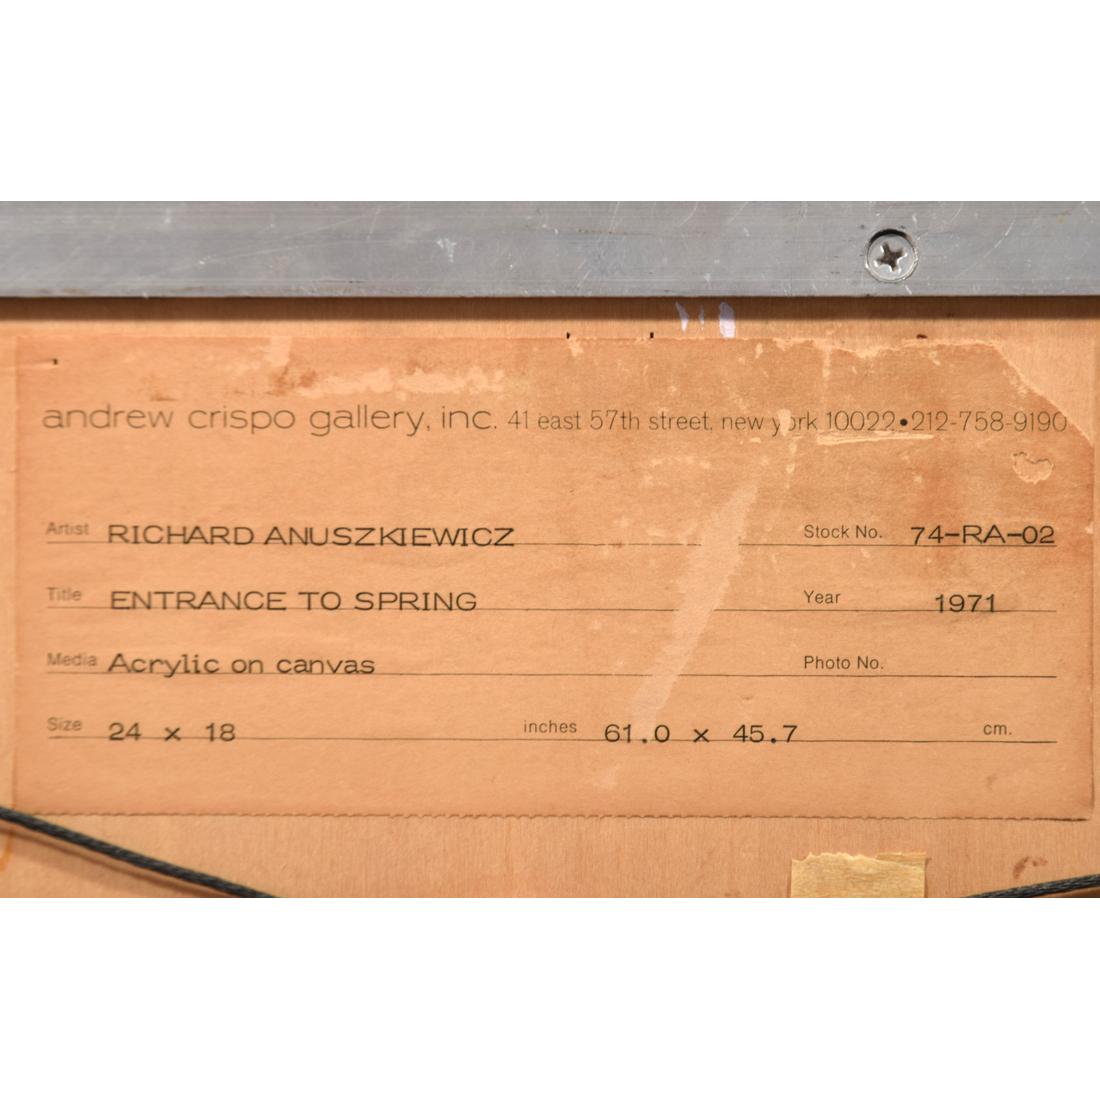 andrew crispo gallery, inc. 41 east 57th street, new york 10022•212-758-9190
Artist RICHARD ANUSZKIEWICZ Stock No. 74-RA-02
Title ENTRANCE TO SPRING Year 1971
Media Acrylic on canvas Photo No.
Size 24 x 18 inches 61.0 x 45.7 cm.